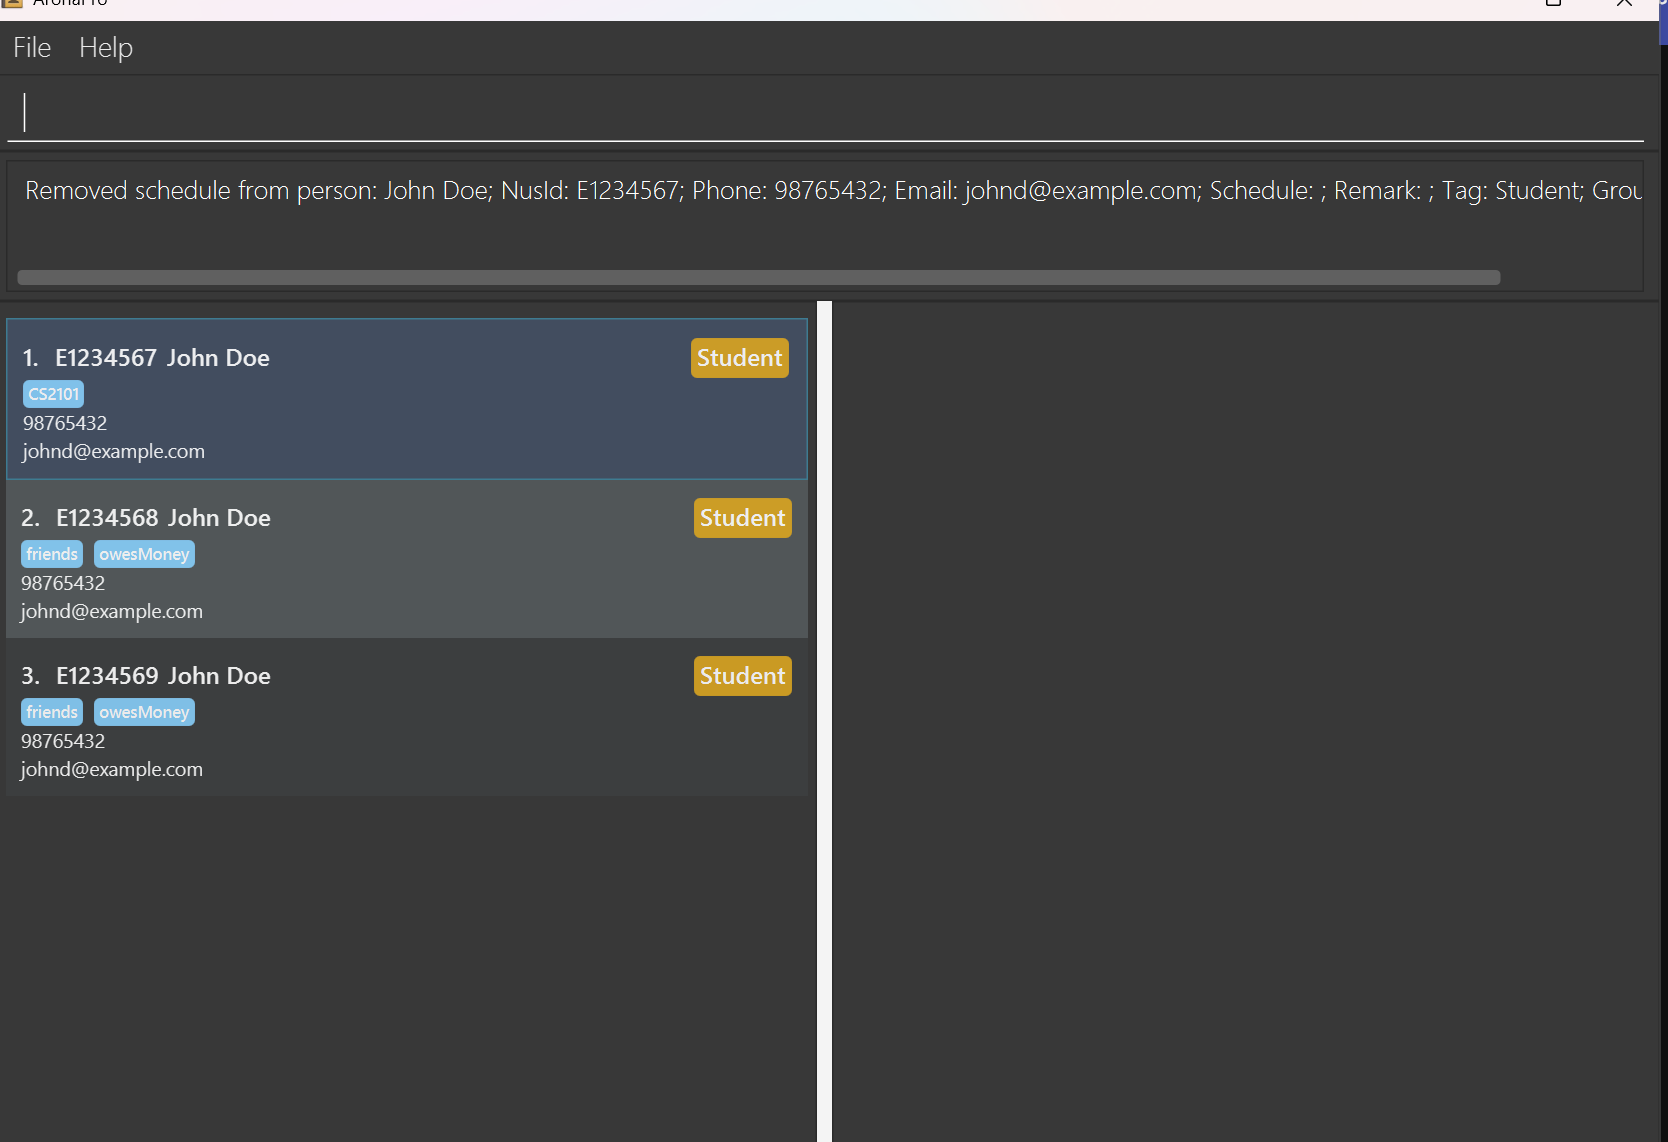 AronaPro
File Help
Removed schedule from person: John Doe; NusId: E1234567; Phone: 98765432; Email: johnd@example.com; Schedule: ; Remark: ; Tag: Student; Grou
1. E1234567 John Doe Student
CS2101
98765432
johnd@example.com
2. E1234568 John Doe Student
friends owesMoney
98765432
johnd@example.com
3. E1234569 John Doe Student
friends owesMoney
98765432
johnd@example.com